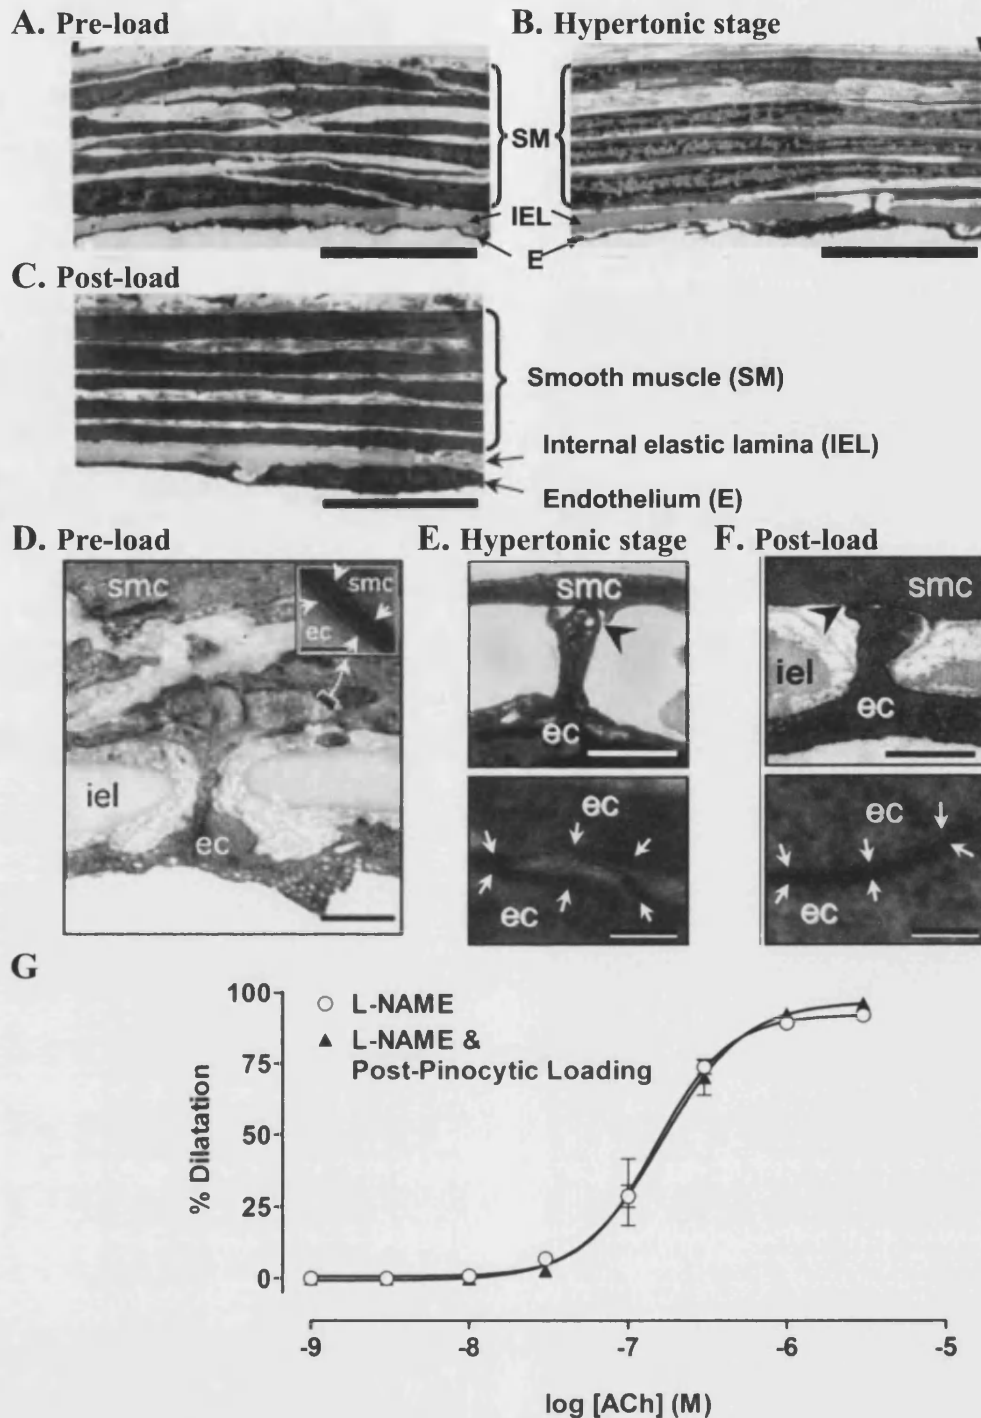 A. Pre-load
B. Hypertonic stage
SM
IEL
E
C. Post-load
Smooth muscle (SM)
Internal elastic lamina (IEL)
Endothelium (E)
D. Pre-load
E. Hypertonic stage
F. Post-load
smc
smc
ec
iel
ec
smc
ec
ec
ec
smc
iel
ec
ec
ec
G
100
75
50
25
0
% Dilatation
L-NAME
L-NAME &
Post-Pinocytic Loading
-9
-8
-7
-6
-5
log [ACh] (M)